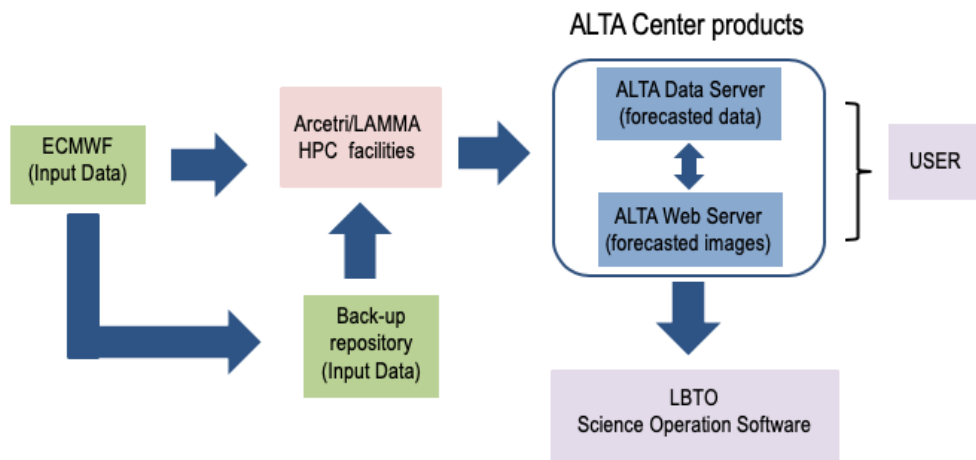 ALTA Center products
ALTA Data Server
(forecasted data)
Arcetri/LAMMA
HPC facilities
ECMWF
(Input Data)
USER
ALTA Web Server
(forecasted images)
Back-up
repository
(Input Data)
LBTO
Science Operation Software